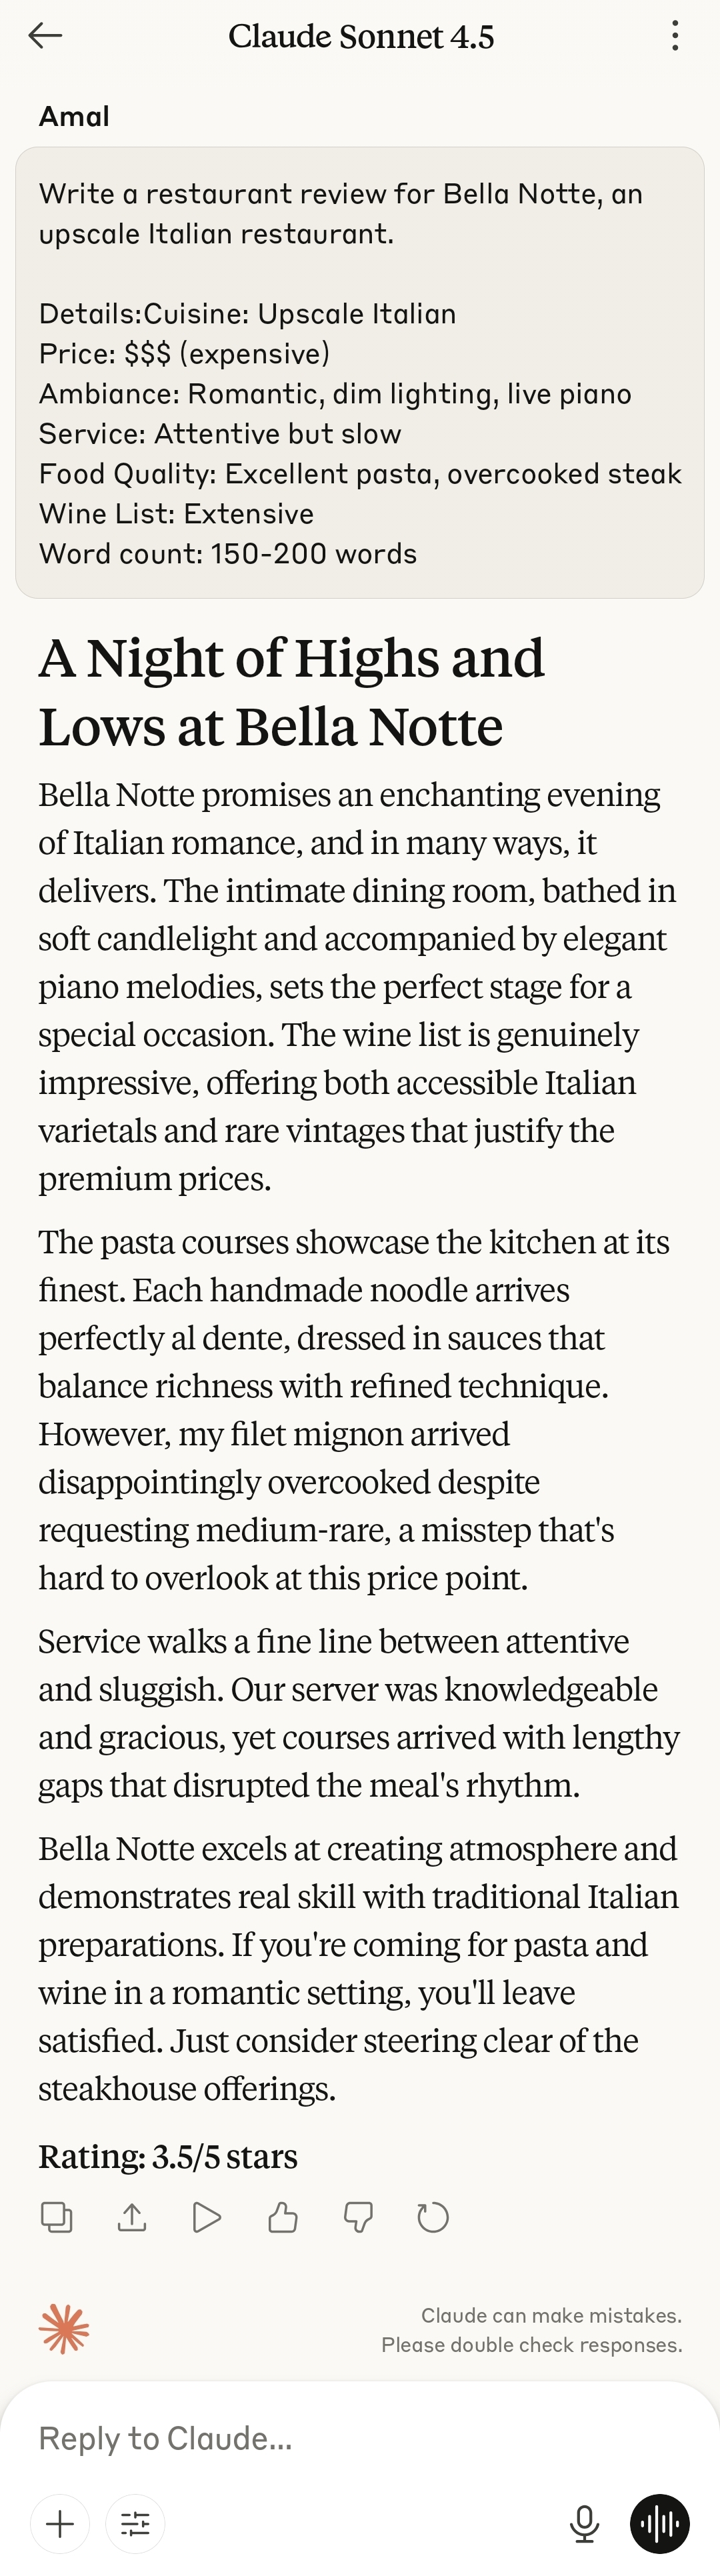 Claude Sonnet 4.5
Amal
Write a restaurant review for Bella Notte, an
upscale Italian restaurant.
Details:Cuisine: Upscale Italian
Price: $$$ (expensive)
Ambiance: Romantic, dim lighting, live piano
Service: Attentive but slow
Food Quality: Excellent pasta, overcooked steak
Wine List: Extensive
Word count: 150-200 words
A Night of Highs and
Lows at Bella Notte
Bella Notte promises an enchanting evening
of Italian romance, and in many ways, it
delivers. The intimate dining room, bathed in
soft candlelight and accompanied by elegant
piano melodies, sets the perfect stage for a
special occasion. The wine list is genuinely
impressive, offering both accessible Italian
varietals and rare vintages that justify the
premium prices.
The pasta courses showcase the kitchen at its
finest. Each handmade noodle arrives
perfectly al dente, dressed in sauces that
balance richness with refined technique.
However, my filet mignon arrived
disappointingly overcooked despite
requesting medium-rare, a misstep that's
hard to overlook at this price point.
Service walks a fine line between attentive
and sluggish. Our server was knowledgeable
and gracious, yet courses arrived with lengthy
gaps that disrupted the meal's rhythm.
Bella Notte excels at creating atmosphere and
demonstrates real skill with traditional Italian
preparations. If you're coming for pasta and
wine in a romantic setting, you'll leave
satisfied. Just consider steering clear of the
steakhouse offerings.
Rating: 3.5/5 stars
Claude can make mistakes.
Please double check responses.
Reply to Claude...